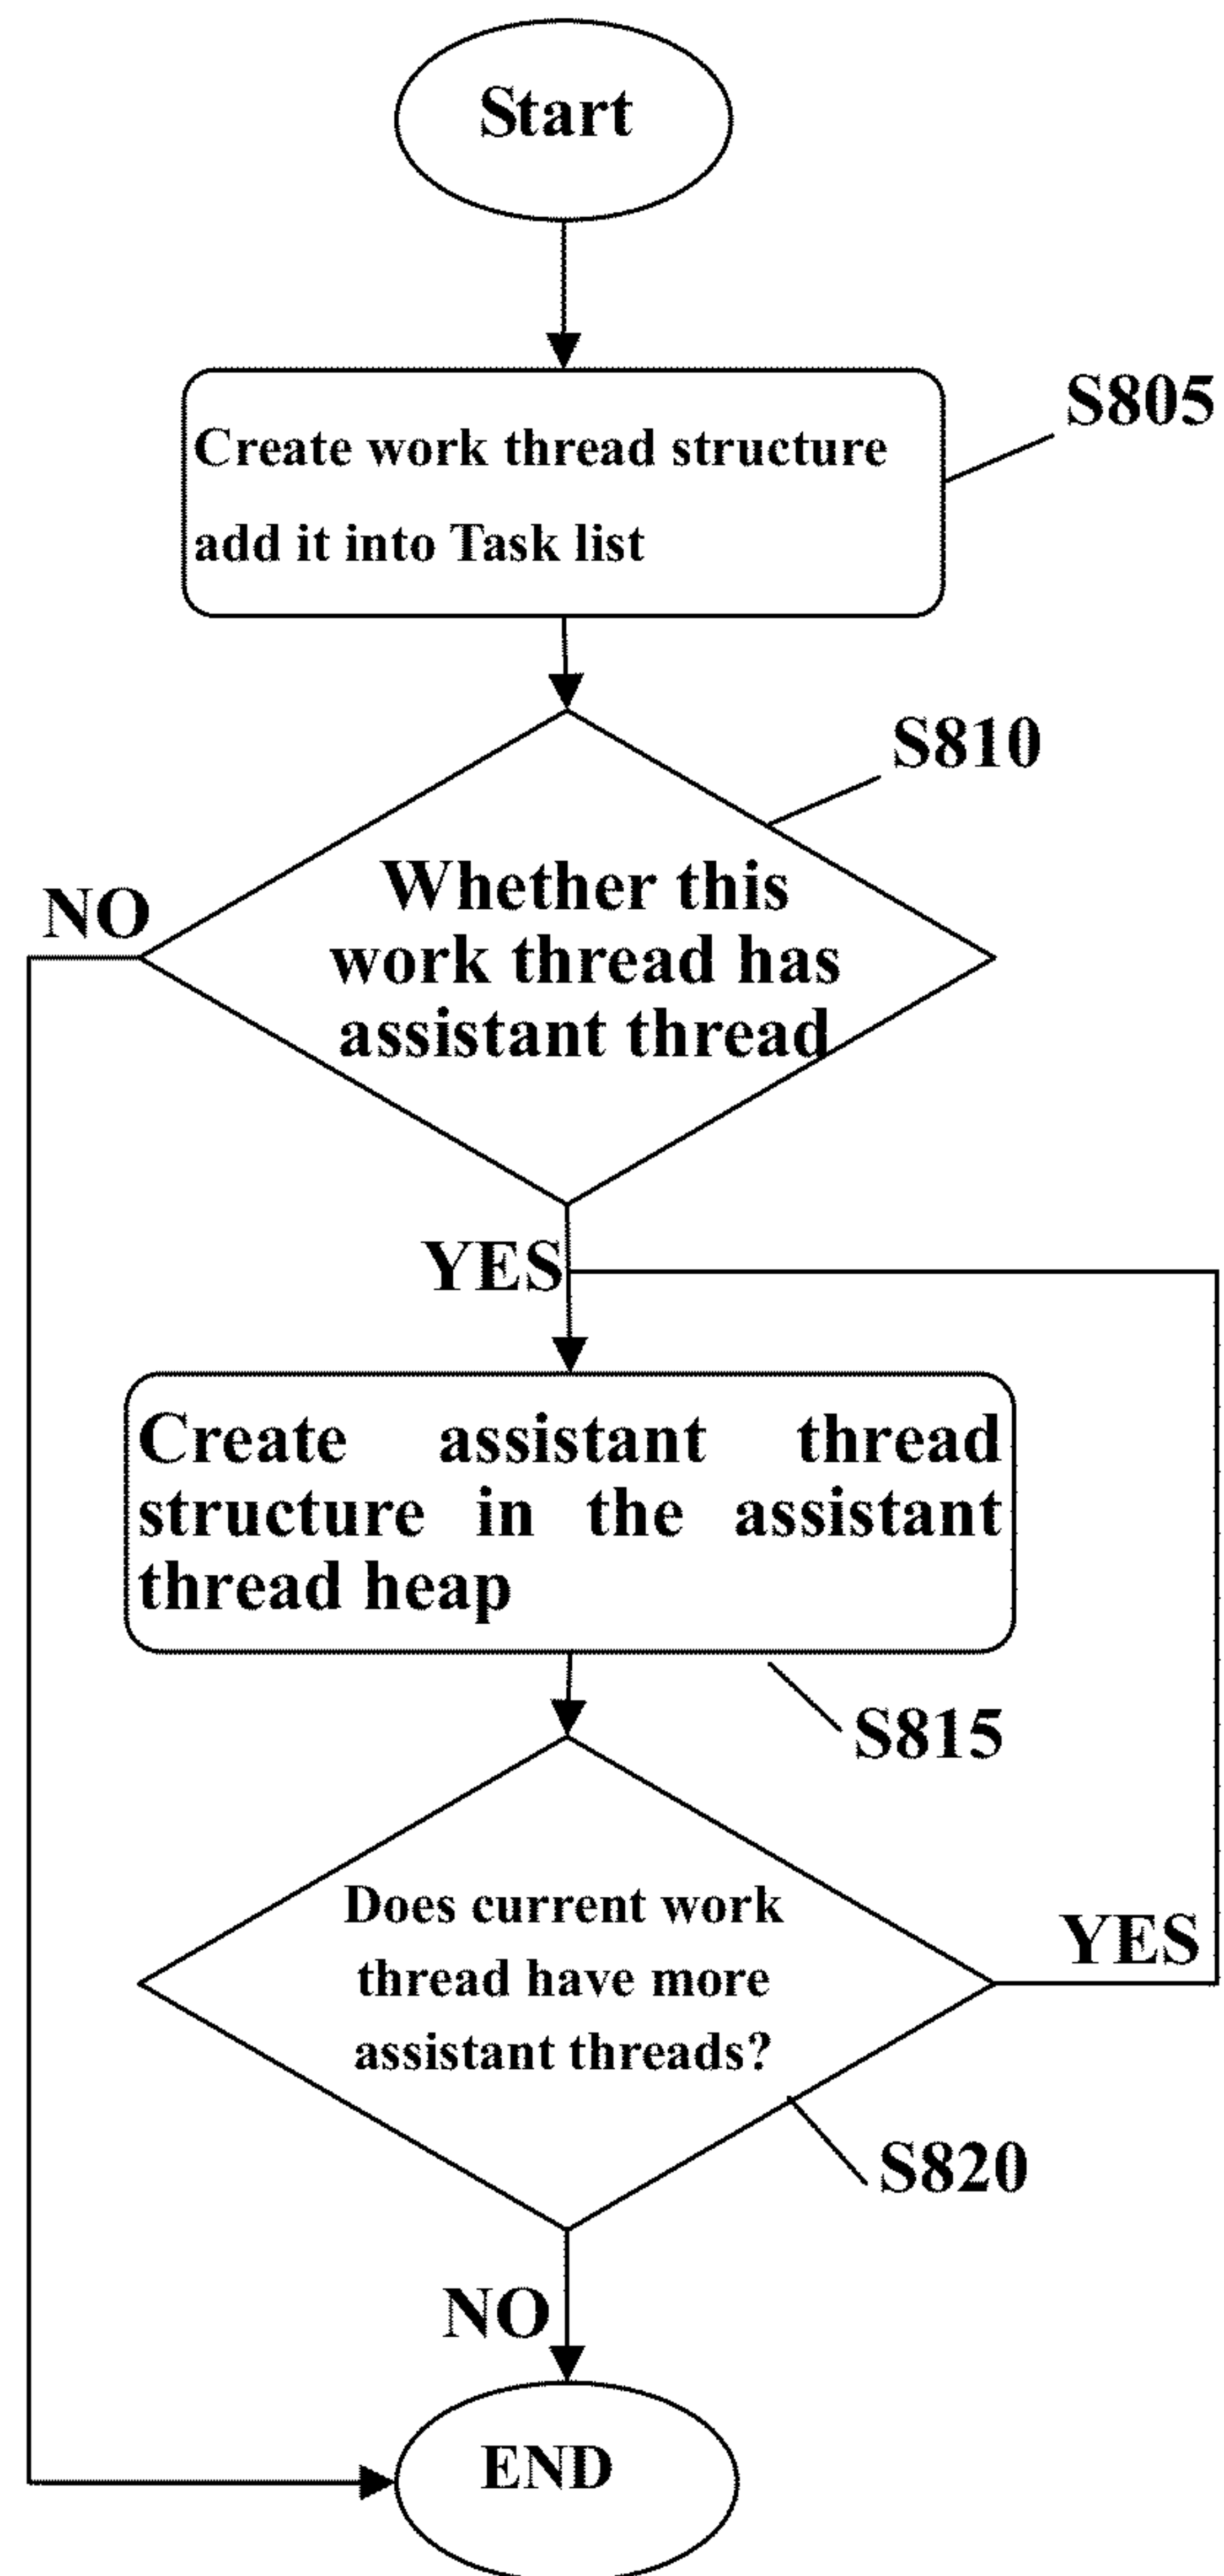 Start
Create work thread structure
add it into Task list
S805
S810
Whether this
work thread has
assistant thread
NO
YES
Create assistant thread
structure in the assistant
thread heap
S815
Does current work
thread have more
assistant threads?
YES
S820
NO
END